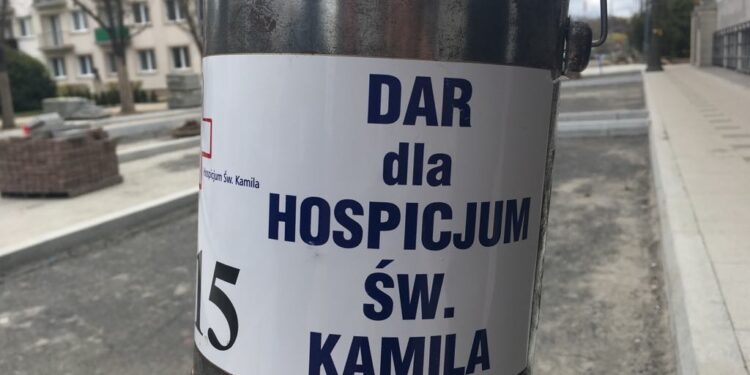 DAR
dla
HOSPICJUM
ŚW.
KAMILA
Hospicjum Św. Kamila
15